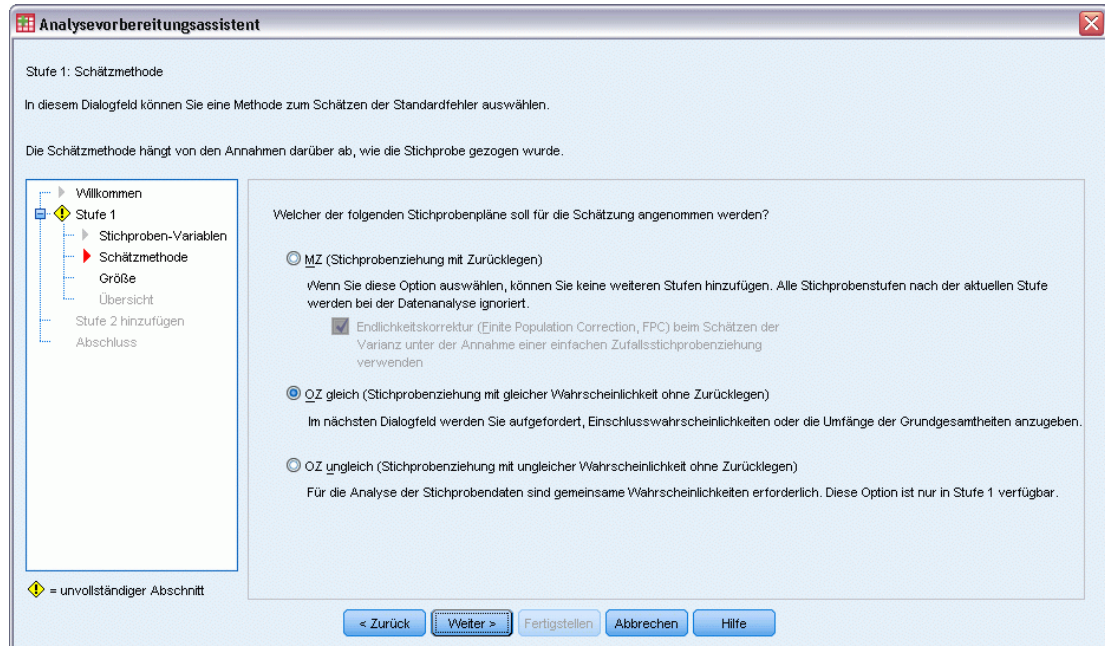 Analysevorbereitungsassistent
Stufe 1: Schätzmethode
In diesem Dialogfeld können Sie eine Methode zum Schätzen der Standardfehler auswählen.
Die Schätzmethode hängt von den Annahmen darüber ab, wie die Stichprobe gezogen wurde.
Willkommen
Stufe 1
Stichproben-Variablen
Schätzmethode
Größe
Übersicht
Stufe 2 hinzufügen
Abschluss
= unvollständiger Abschnitt
Welcher der folgenden Stichprobenpläne soll für die Schätzung angenommen werden?
MZ (Stichprobenziehung mit Zurücklegen)
Wenn Sie diese Option auswählen, können Sie keine weiteren Stufen hinzufügen. Alle Stichprobenstufen nach der aktuellen Stufe
werden bei der Datenanalyse ignoriert.
Endlichkeitskorrektur (Finite Population Correction, FPC) beim Schätzen der
Varianz unter der Annahme einer einfachen Zufallsstichprobenziehung
verwenden
OZ gleich (Stichprobenziehung mit gleicher Wahrscheinlichkeit ohne Zurücklegen)
Im nächsten Dialogfeld werden Sie aufgefordert, Einschlusswahrscheinlichkeiten oder die Umfänge der Grundgesamtheiten anzugeben.
OZ ungleich (Stichprobenziehung mit ungleicher Wahrscheinlichkeit ohne Zurücklegen)
Für die Analyse der Stichprobendaten sind gemeinsame Wahrscheinlichkeiten erforderlich. Diese Option ist nur in Stufe 1 verfügbar.
< Zurück
Weiter >
Fertigstellen
Abbrechen
Hilfe